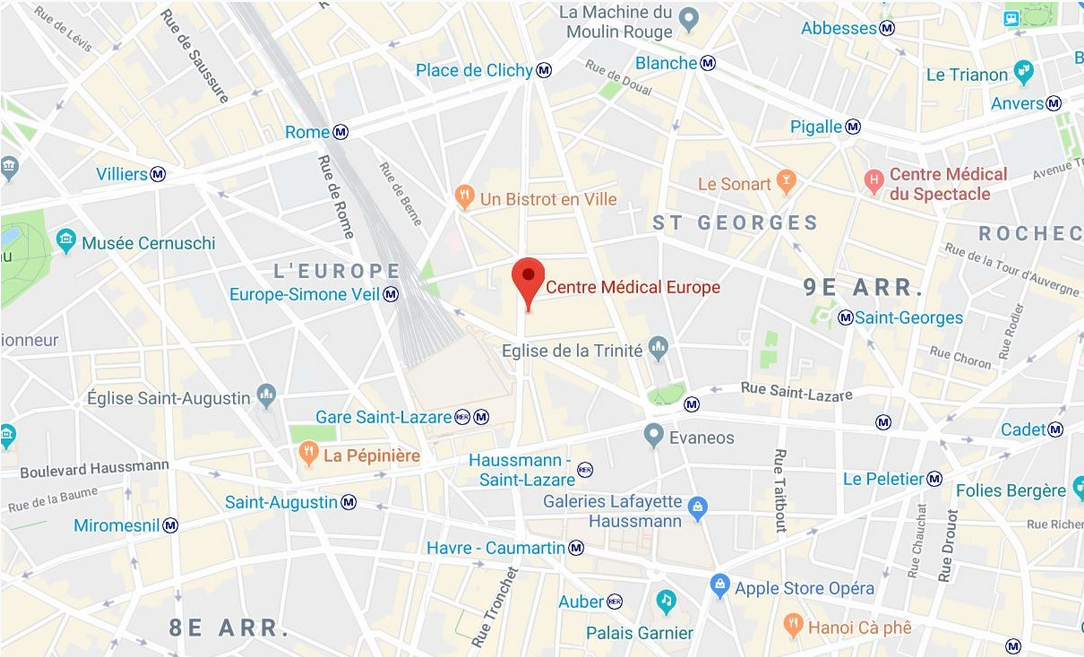 Rue de Lévis
Rue de Saussure
La Machine du
Moulin Rouge
Abbesses
Place de Clichy
Blanche
Rue de Douai
Le Trianon
Anvers
Rome
Pigalle
Villiers
Rue de Rome
Rue de Berne
Un Bistrot en Ville
Le Sonart
Centre Médical
du Spectacle
Avenue Tr
ST GEORGES
ROCHEC
Musée Cernuschi
L'EUROPE
Europe-Simone Veil
Centre Médical Europe
9E ARR.
Rue de la Tour d'Auvergne
Saint-Georges
Rue Rodier
ionneur
Eglise de la Trinité
Rue Choron
Église Saint-Augustin
Rue Saint-Lazare
Gare Saint-Lazare
Evaneos
Cadet
La Pépinière
Boulevard Haussmann
Haussmann -
Saint-Lazare
Rue Taitbout
Le Peletier
Rue de la Baume
Saint-Augustin
Galeries Lafayette
Haussmann
Folies Bergère
Miromesnil
Rue Chauchat
Rue Drouot
Rue Richer
Havre - Caumartin
Rue Tronchet
Auber
Apple Store Opéra
8E ARR.
Palais Garnier
Hanoi Cà phê